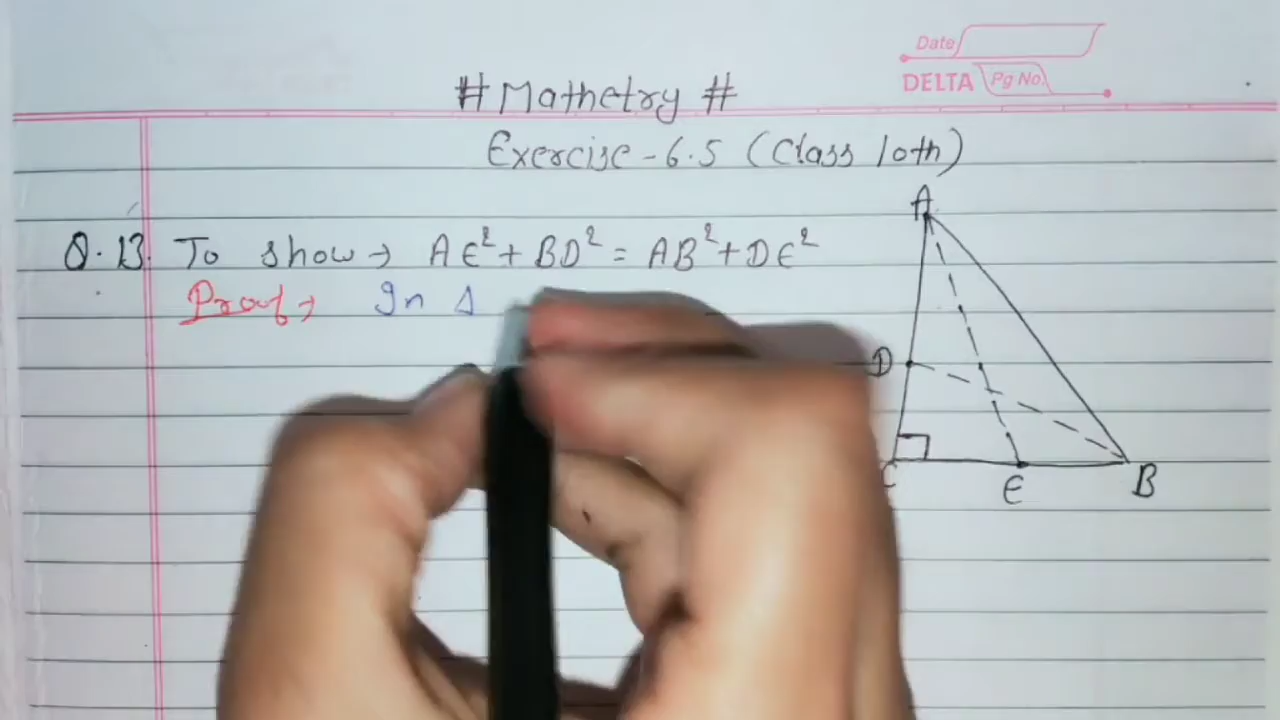 Date
DELTA Pg No.
# Mathetry #
Exercise - 6.5 (Class 10th)
Q. 13. To show → AE² + BD² = AB² + DE²
Proof → In Δ
A
D
C E B